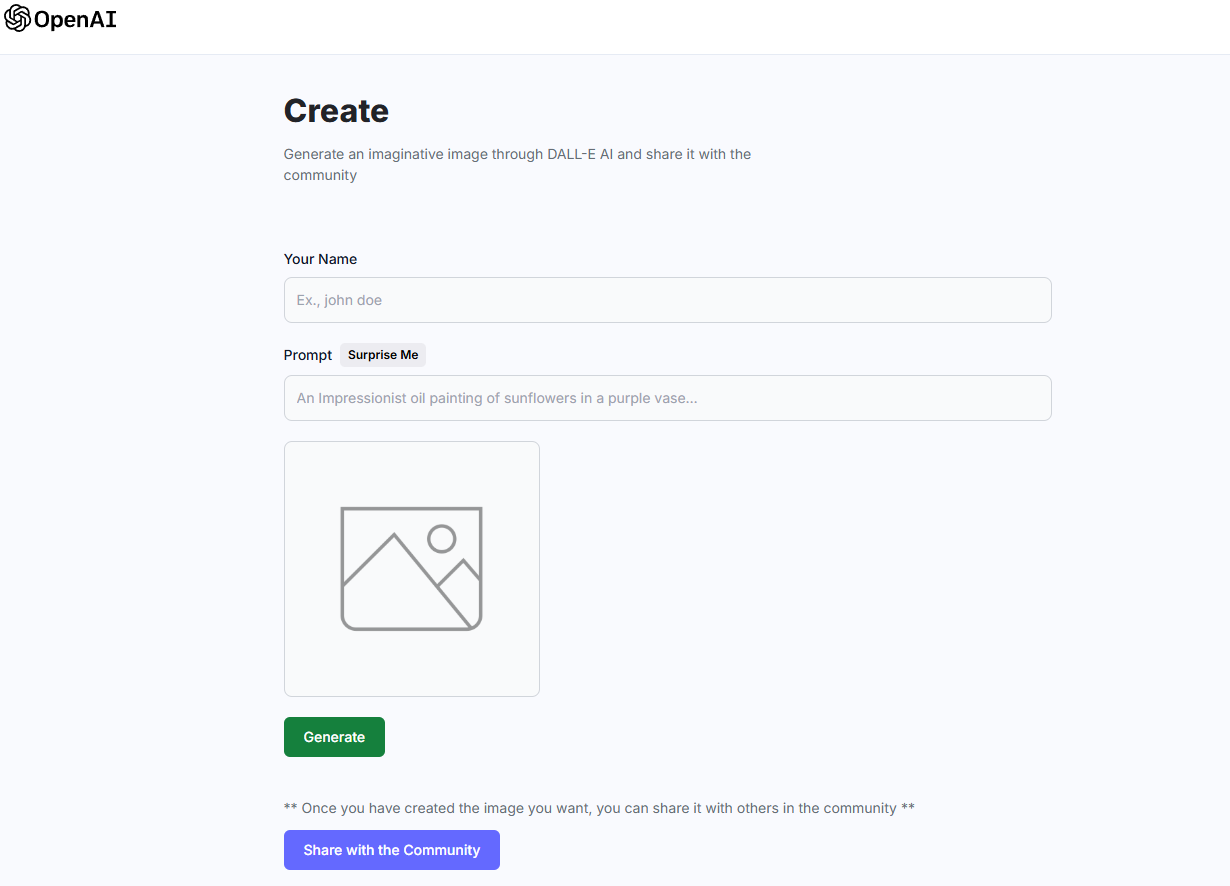 OpenAI
Create
Generate an imaginative image through DALL-E AI and share it with the
community
Your Name
Ex., john doe
Prompt Surprise Me
An Impressionist oil painting of sunflowers in a purple vase...
Generate
** Once you have created the image you want, you can share it with others in the community **
Share with the Community